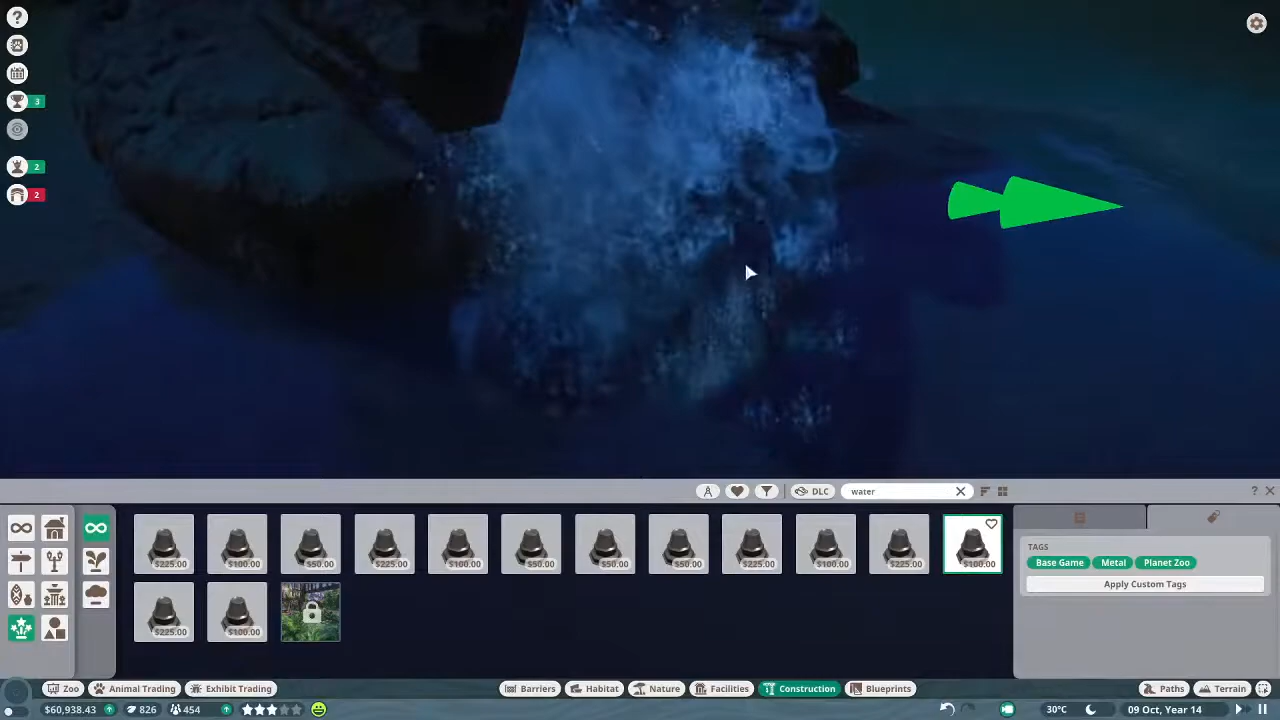 ?
3
2
2
DLC
water
?
$225.00
$100.00
$50.00
$225.00
$100.00
$50.00
$50.00
$50.00
$225.00
$100.00
$225.00
$100.00
$225.00
$100.00
TAGS
Base Game
Metal
Planet Zoo
Apply Custom Tags
Zoo
Animal Trading
Exhibit Trading
Barriers
Habitat
Nature
Facilities
Construction
Blueprints
Paths
Terrain
$60,938.43
826
454
30°C
09 Oct, Year 14